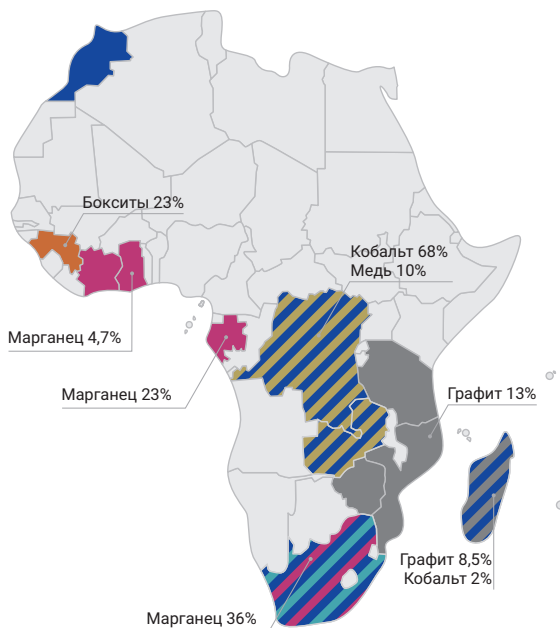 Бокситы 23%
Кобальт 68%
Медь 10%
Марганец 4,7%
Марганец 23%
Графит 13%
Графит 8,5%
Кобальт 2%
Марганец 36%